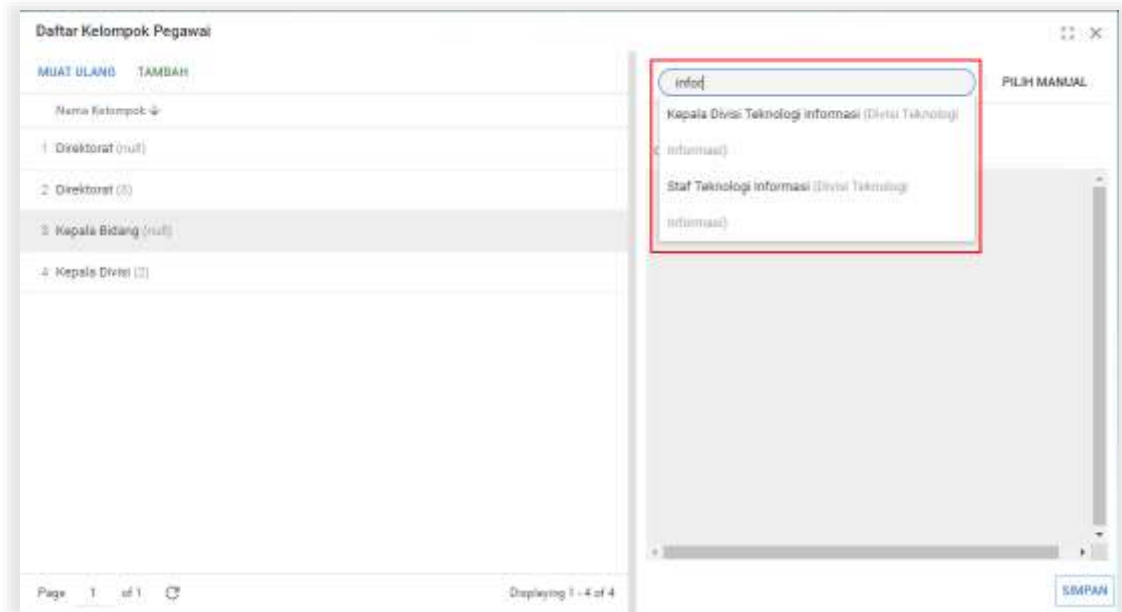 Daftar Kelompok Pegawai
MUAT ULANG TAMBAH
Nama Kelompok
1 Direktorat (null)
2 Direktorat (8)
3 Kepala Bidang (null)
4 Kepala Divisi (2)
Page 1 of 1
Displaying 1 - 4 of 4
infor
PILIH MANUAL
Kepala Divisi Teknologi Informasi (Divisi Teknologi
Informasi)
Staf Teknologi Informasi (Divisi Teknologi
Informasi)
SIMPAN